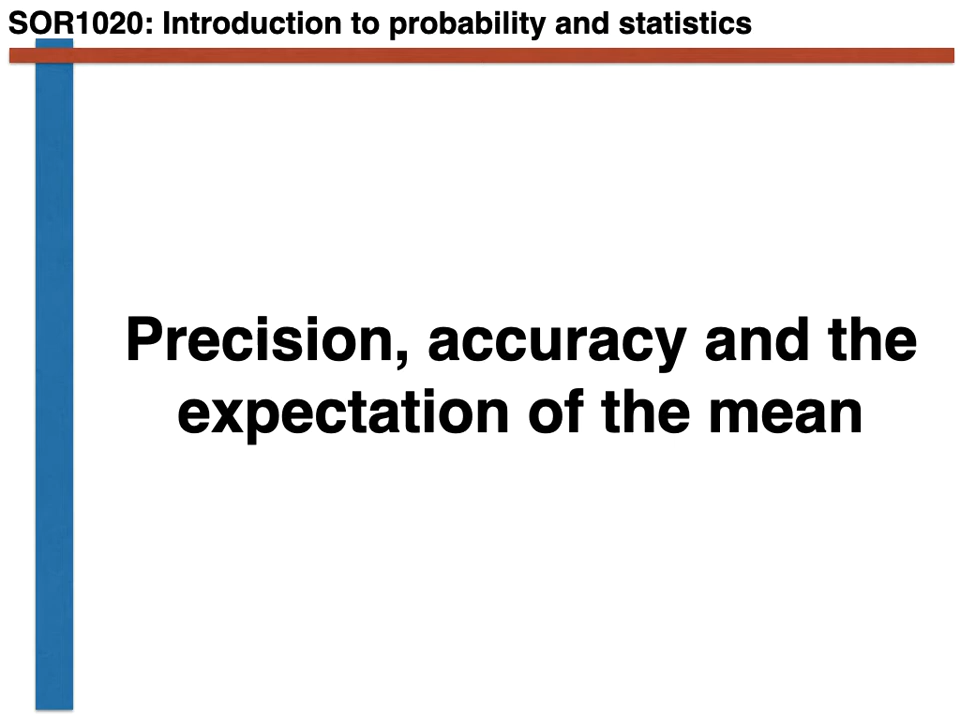 SOR1020: Introduction to probability and statistics
Precision, accuracy and the
expectation of the mean